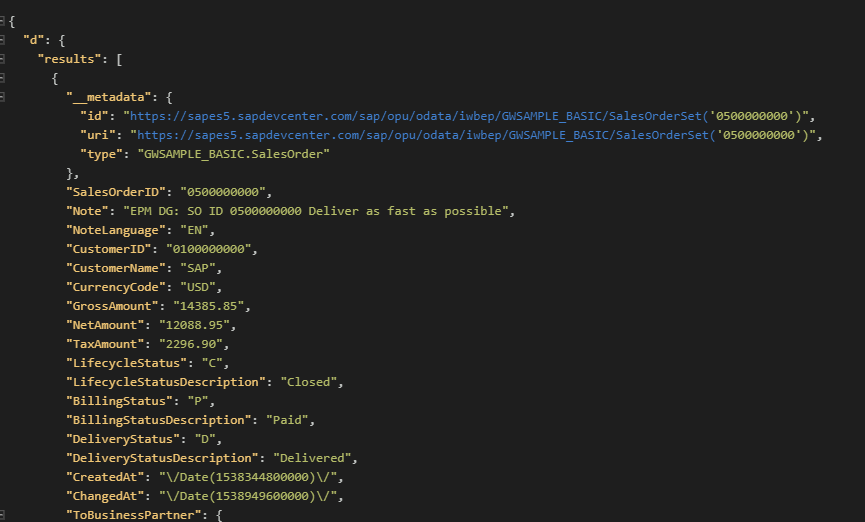 {
"d": {
"results": [
{
"__metadata": {
"id": "https://sapes5.sapdevcenter.com/sap/opu/odata/iwbep/GWSAMPLE_BASIC/SalesOrderSet('0500000000')",
"uri": "https://sapes5.sapdevcenter.com/sap/opu/odata/iwbep/GWSAMPLE_BASIC/SalesOrderSet('0500000000')",
"type": "GWSAMPLE_BASIC.SalesOrder"
},
"SalesOrderID": "0500000000",
"Note": "EPM DG: SO ID 0500000000 Deliver as fast as possible",
"NoteLanguage": "EN",
"CustomerID": "0100000000",
"CustomerName": "SAP",
"CurrencyCode": "USD",
"GrossAmount": "14385.85",
"NetAmount": "12088.95",
"TaxAmount": "2296.90",
"LifecycleStatus": "C",
"LifecycleStatusDescription": "Closed",
"BillingStatus": "P",
"BillingStatusDescription": "Paid",
"DeliveryStatus": "D",
"DeliveryStatusDescription": "Delivered",
"CreatedAt": "\/Date(1538344800000)\/",
"ChangedAt": "\/Date(1538949600000)\/",
"ToBusinessPartner": {